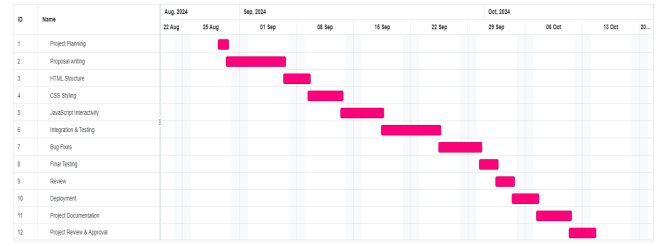 ID Name Aug, 2024 Sep, 2024 Oct, 2024
22 Aug 25 Aug 01 Sep 08 Sep 15 Sep 22 Sep 29 Sep 06 Oct 13 Oct 20...
1 Project Planning
2 Proposal writing
3 HTML Structure
4 CSS Styling
5 JavaScript Interactivity
6 Integration & Testing
7 Bug Fixes
8 Final Testing
9 Review
10 Deployment
11 Project Documentation
12 Project Review & Approval